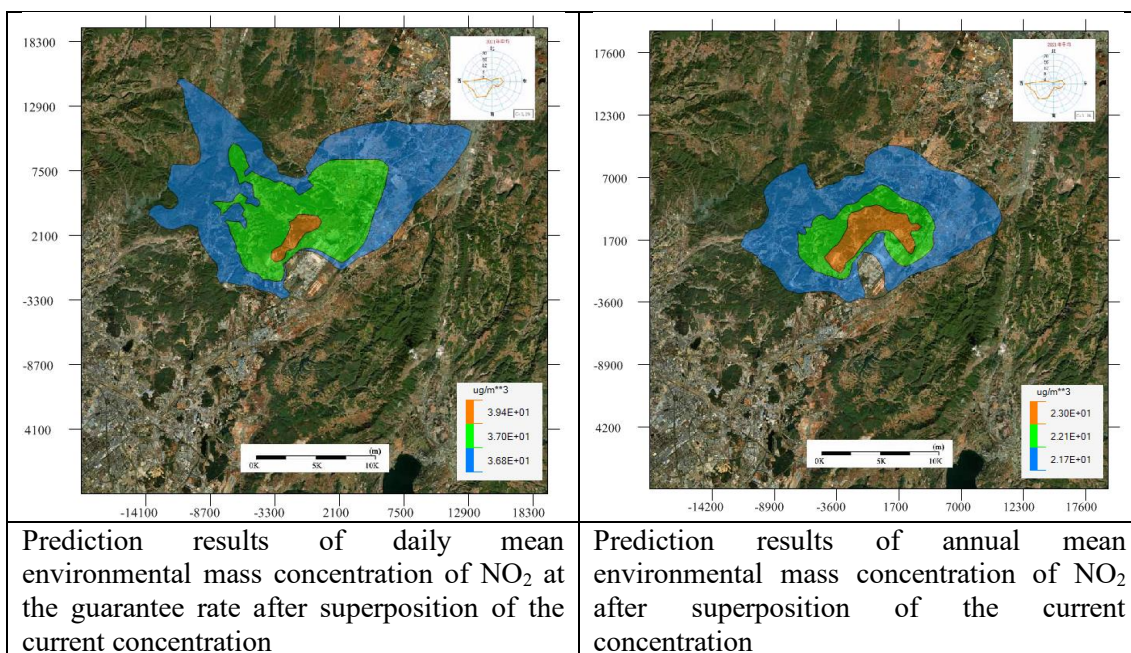 18300
12900
7500
2100
-3300
-8700
4100
-14100 -8700 -3300 2100 7500 12900 18300
ug/m**3
3.94E+01
3.70E+01
3.68E+01
(m)
0K 5K 10K
17600
12300
7000
1700
-3600
-8900
4200
-14200 -8900 -3600 1700 7000 12300 17600
ug/m**3
2.30E+01
2.21E+01
2.17E+01
(m)
0K 5K 10K
Prediction results of daily mean
environmental mass concentration of NO₂ at
the guarantee rate after superposition of the
current concentration
Prediction results of annual mean
environmental mass concentration of NO₂
after superposition of the current
concentration